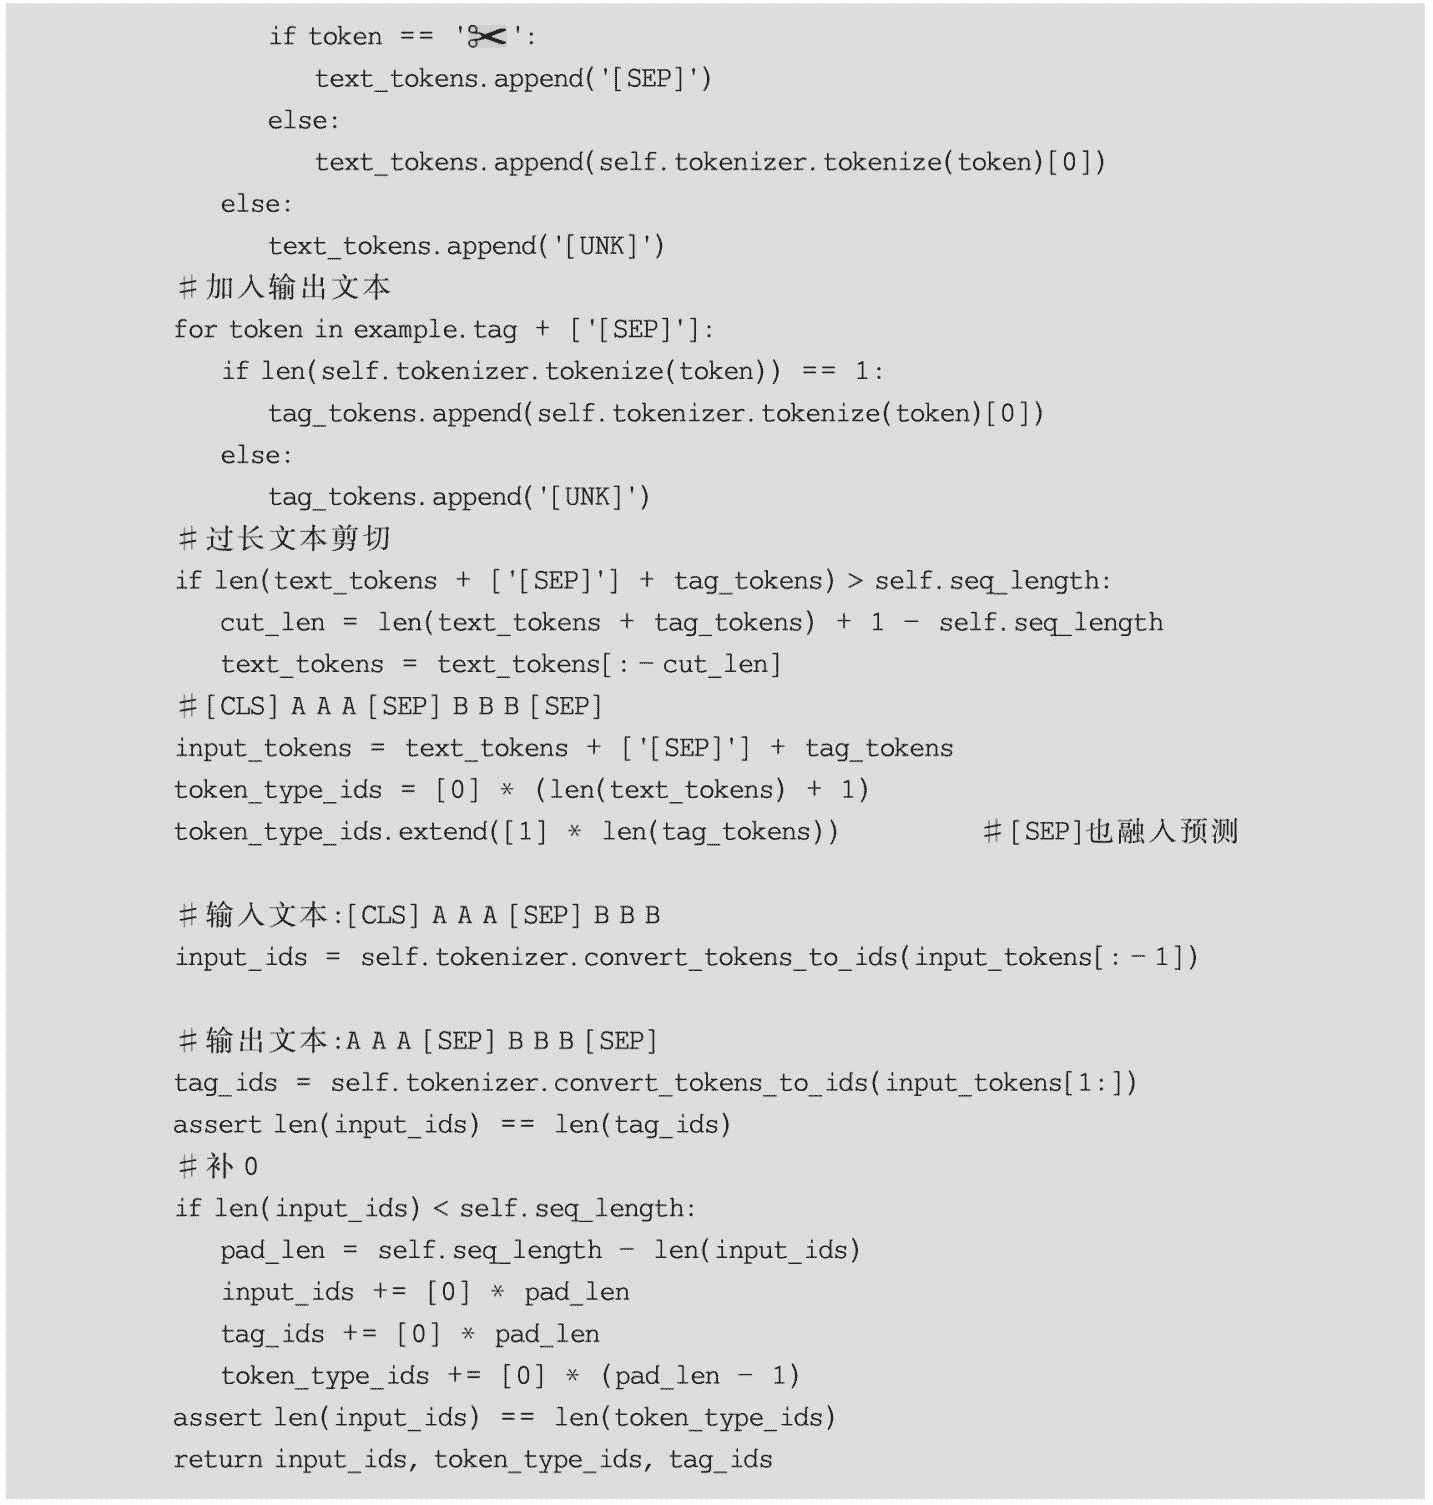 if token == '✂':
text_tokens.append('[SEP]')
else:
text_tokens.append(self.tokenizer.tokenize(token)[0])
else:
text_tokens.append('[UNK]')
#加入输出文本
for token in example.tag + ['[SEP]']:
if len(self.tokenizer.tokenize(token)) == 1:
tag_tokens.append(self.tokenizer.tokenize(token)[0])
else:
tag_tokens.append('[UNK]')
#过长文本剪切
if len(text_tokens + ['[SEP]'] + tag_tokens) > self.seq_length:
cut_len = len(text_tokens + tag_tokens) + 1 - self.seq_length
text_tokens = text_tokens[:-cut_len]
#[CLS] A A A [SEP] B B B [SEP]
input_tokens = text_tokens + ['[SEP]'] + tag_tokens
token_type_ids = [0] * (len(text_tokens) + 1)
token_type_ids.extend([1] * len(tag_tokens)) #[SEP]也融入预测
#输入文本:[CLS] A A A [SEP] B B B
input_ids = self.tokenizer.convert_tokens_to_ids(input_tokens[:-1])
#输出文本:A A A [SEP] B B B [SEP]
tag_ids = self.tokenizer.convert_tokens_to_ids(input_tokens[1:])
assert len(input_ids) == len(tag_ids)
#补 0
if len(input_ids) < self.seq_length:
pad_len = self.seq_length - len(input_ids)
input_ids += [0] * pad_len
tag_ids += [0] * pad_len
token_type_ids += [0] * (pad_len - 1)
assert len(input_ids) == len(token_type_ids)
return input_ids, token_type_ids, tag_ids